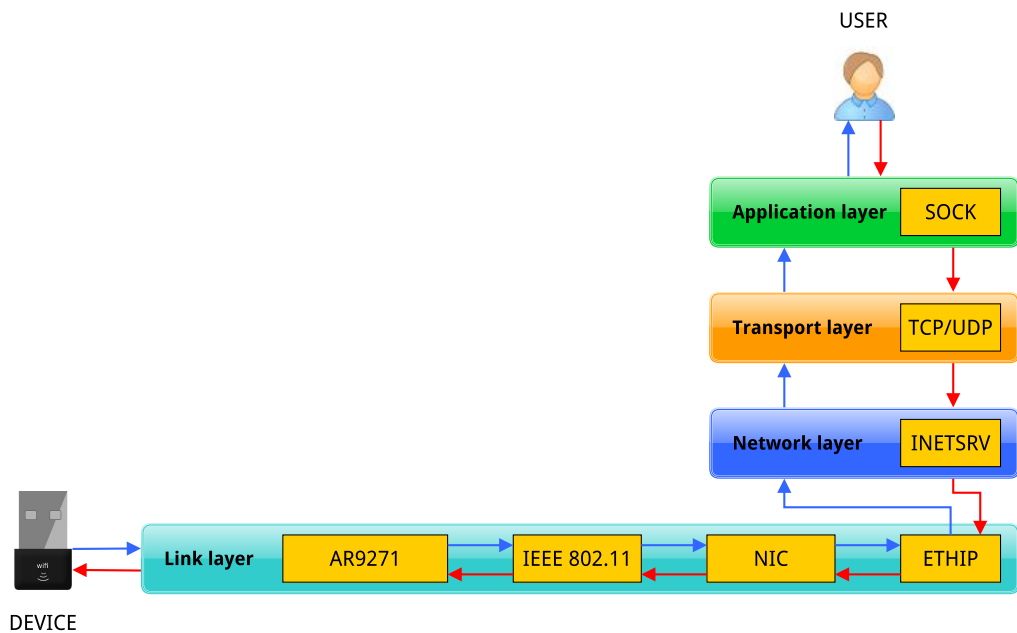 USER
Application layer
SOCK
Transport layer
TCP/UDP
Network layer
INETSRV
wifi
Link layer
AR9271
IEEE 802.11
NIC
ETHIP
DEVICE